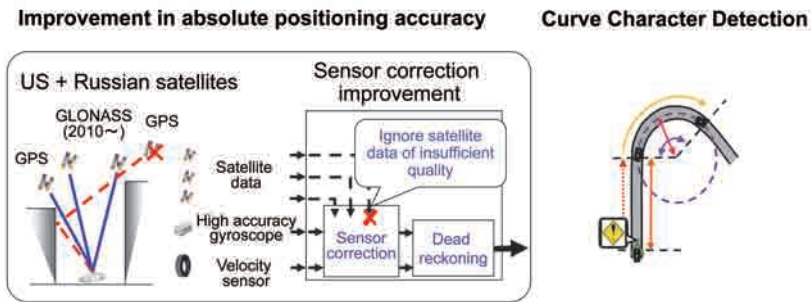 Improvement in absolute positioning accuracy
Curve Character Detection
US + Russian satellites
GLONASS
(2010～)
GPS
GPS
Sensor correction
improvement
Ignore satellite
data of insufficient
quality
Satellite
data
High accuracy
gyroscope
Velocity
sensor
Sensor
correction
Dead
reckoning